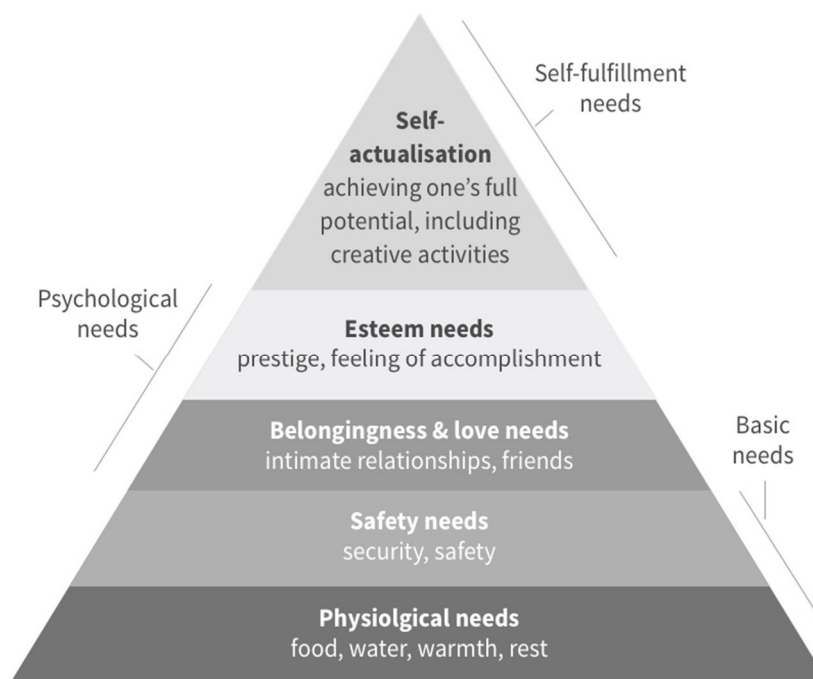 Self-fulfillment
needs
Self-
actualisation
achieving one’s full
potential, including
creative activities
Psychological
needs
Esteem needs
prestige, feeling of accomplishment
Belongingness & love needs
intimate relationships, friends
Basic
needs
Safety needs
security, safety
Physiolgical needs
food, water, warmth, rest